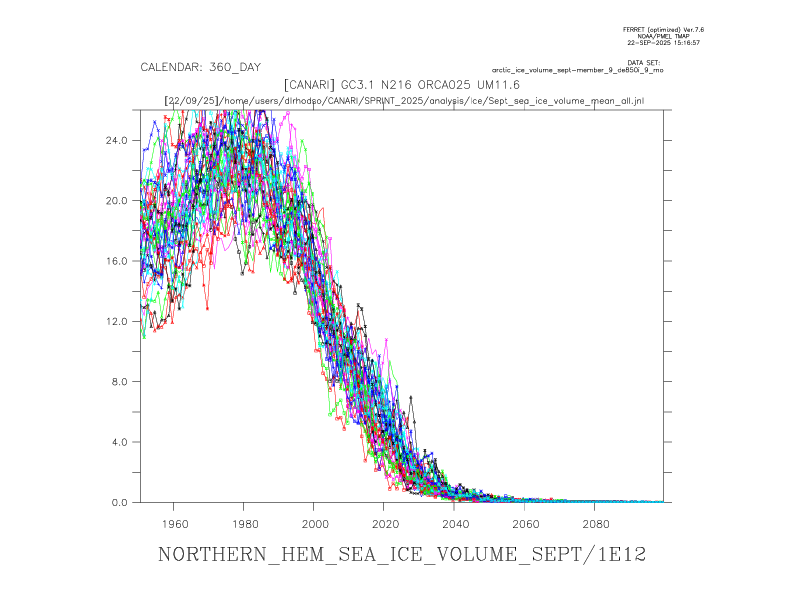 FERRET (optimized) Ver.7.6
NOAA/PMEL TMAP
22-SEP-2025 15:16:57
DATA SET:
CALENDAR: 360_DAY
arctic_ice_volume_sept-member_9_de850i_9_mo
[CANARI] GC3.1 N216 ORCA025 UM11.6
[22/09/25]/home/users/dlrhodso/CANARI/SPRINT_2025/analysis/ice/Sept_sea_ice_volume_mean_all.jnl
24.0
20.0
16.0
12.0
8.0
4.0
0.0
1960 1980 2000 2020 2040 2060 2080
NORTHERN_HEM_SEA_ICE_VOLUME_SEPT/1E12